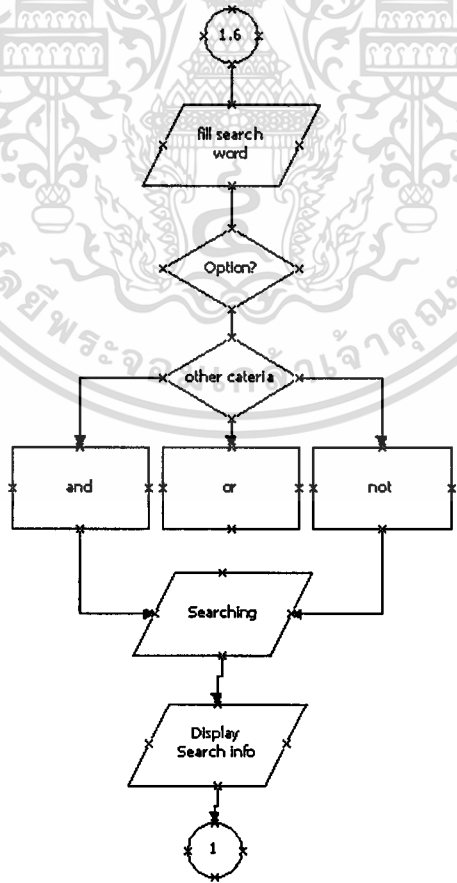 1.6
fill search
word
Option?
other cateria
and
or
not
Searching
Display
Search info
1